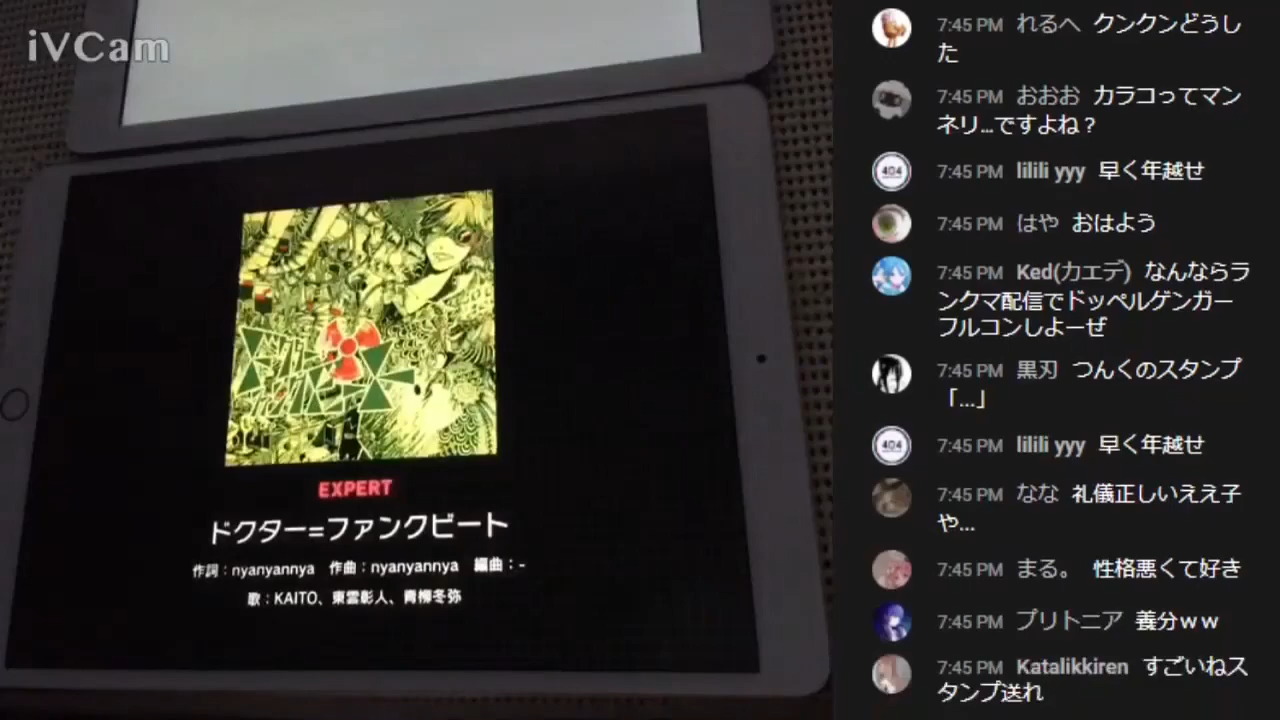 iVCam
EXPERT
ドクター=ファンクビート
作詞：nyanyannya 作曲：nyanyannya 編曲：-
歌：KAITO、東雲彰人、青柳冬弥
7:45 PM れるへ クンクンどうし
た
7:45 PM おおお カラコってマン
ネリ...ですよね？
404
7:45 PM lilili yyy 早く年越せ
7:45 PM はや おはよう
7:45 PM Ked(カエデ) なんならラ
ンクマ配信でドッペルゲンガー
フルコンしよーぜ
7:45 PM 黒刃 つんくのスタンプ
「...」
404
7:45 PM lilili yyy 早く年越せ
7:45 PM なな 礼儀正しいええ子
や...
7:45 PM まる。 性格悪くて好き
7:45 PM プリトニア 養分ｗｗ
7:45 PM Katalikkiren すごいねス
タンプ送れ